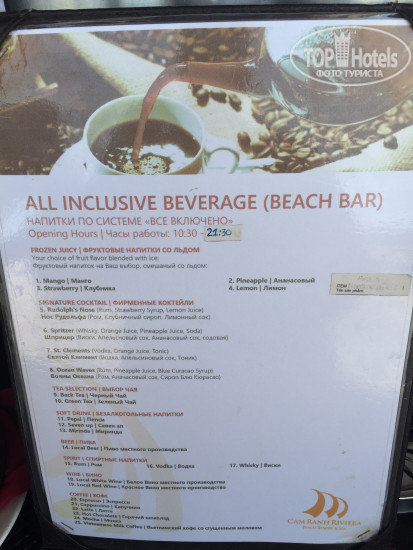 TOPHotels
ФОТО ТУРИСТА
ALL INCLUSIVE BEVERAGE (BEACH BAR)
НАПИТКИ ПО СИСТЕМЕ «ВСЕ ВКЛЮЧЕНО»
Opening Hours | Часы работы: 10:30 - 21:30
FROZEN JUICY | ФРУКТОВЫЕ НАПИТКИ СО ЛЬДОМ
Your choice of fruit flavor blended with ice:
Фруктовый напиток на Ваш выбор, смешанный со льдом:
1. Mango | Манго
2. Pineapple | Ананасовый
3. Strawberry | Клубника
4. Lemon | Лимон
SIGNATURE COCKTAIL | ФИРМЕННЫЕ КОКТЕЙЛИ
5. Rudolph's Nose (Rum, Strawberry Syrup, Lemon Juice)
Нос Рудольфа (Ром, Клубничный сироп, Лимонный сок)
6. Spritzer (Whisky, Orange Juice, Pineapple Juice, Soda)
Шприцер (Виски, Апельсиновый сок, Ананасовый сок, содовая)
7. St. Clements (Vodka, Orange Juice, Tonic)
Святой Климент (Водка, Апельсиновый сок, Тоник)
8. Ocean Waves (Rum, Pineapple Juice, Blue Curacao Syrup)
Волны Океана (Ром, Ананасовый сок, Сироп Блю Кюрасао)
TEA SELECTION | ВЫБОР ЧАЯ
9. Back Tea | Черный Чай
10. Green Tea | Зеленый Чай
SOFT DRINK | БЕЗАЛКОГОЛЬНЫЕ НАПИТКИ
11. Pepsi | Пепси
12. Seven up | Севен ап
13. Mirinda | Миринда
BEER | ПИВА
14. Local Beer | Пиво местного производства
SPIRIT | СПИРТНЫЕ НАПИТКИ
15. Rum | Ром
16. Vodka | Водка
17. Whisky | Виски
WINE | ВИНО
18. Local White Wine | Белое Вино местного производства
19. Local Red Wine | Красное Вино местного производства
COFFEE | КОФЕ
20. Espresso | Эспрессо
21. Cappuccino | Капучино
22. Latte | Латте
23. Hot Chocolate | Горячий шоколад
24. Mocha | Мокка
25. Vietnamese Milk Coffee | Вьетнамский кофе со сгущенным молоком
CAM RANH RIVIERA
BEACH RESORT & SPA